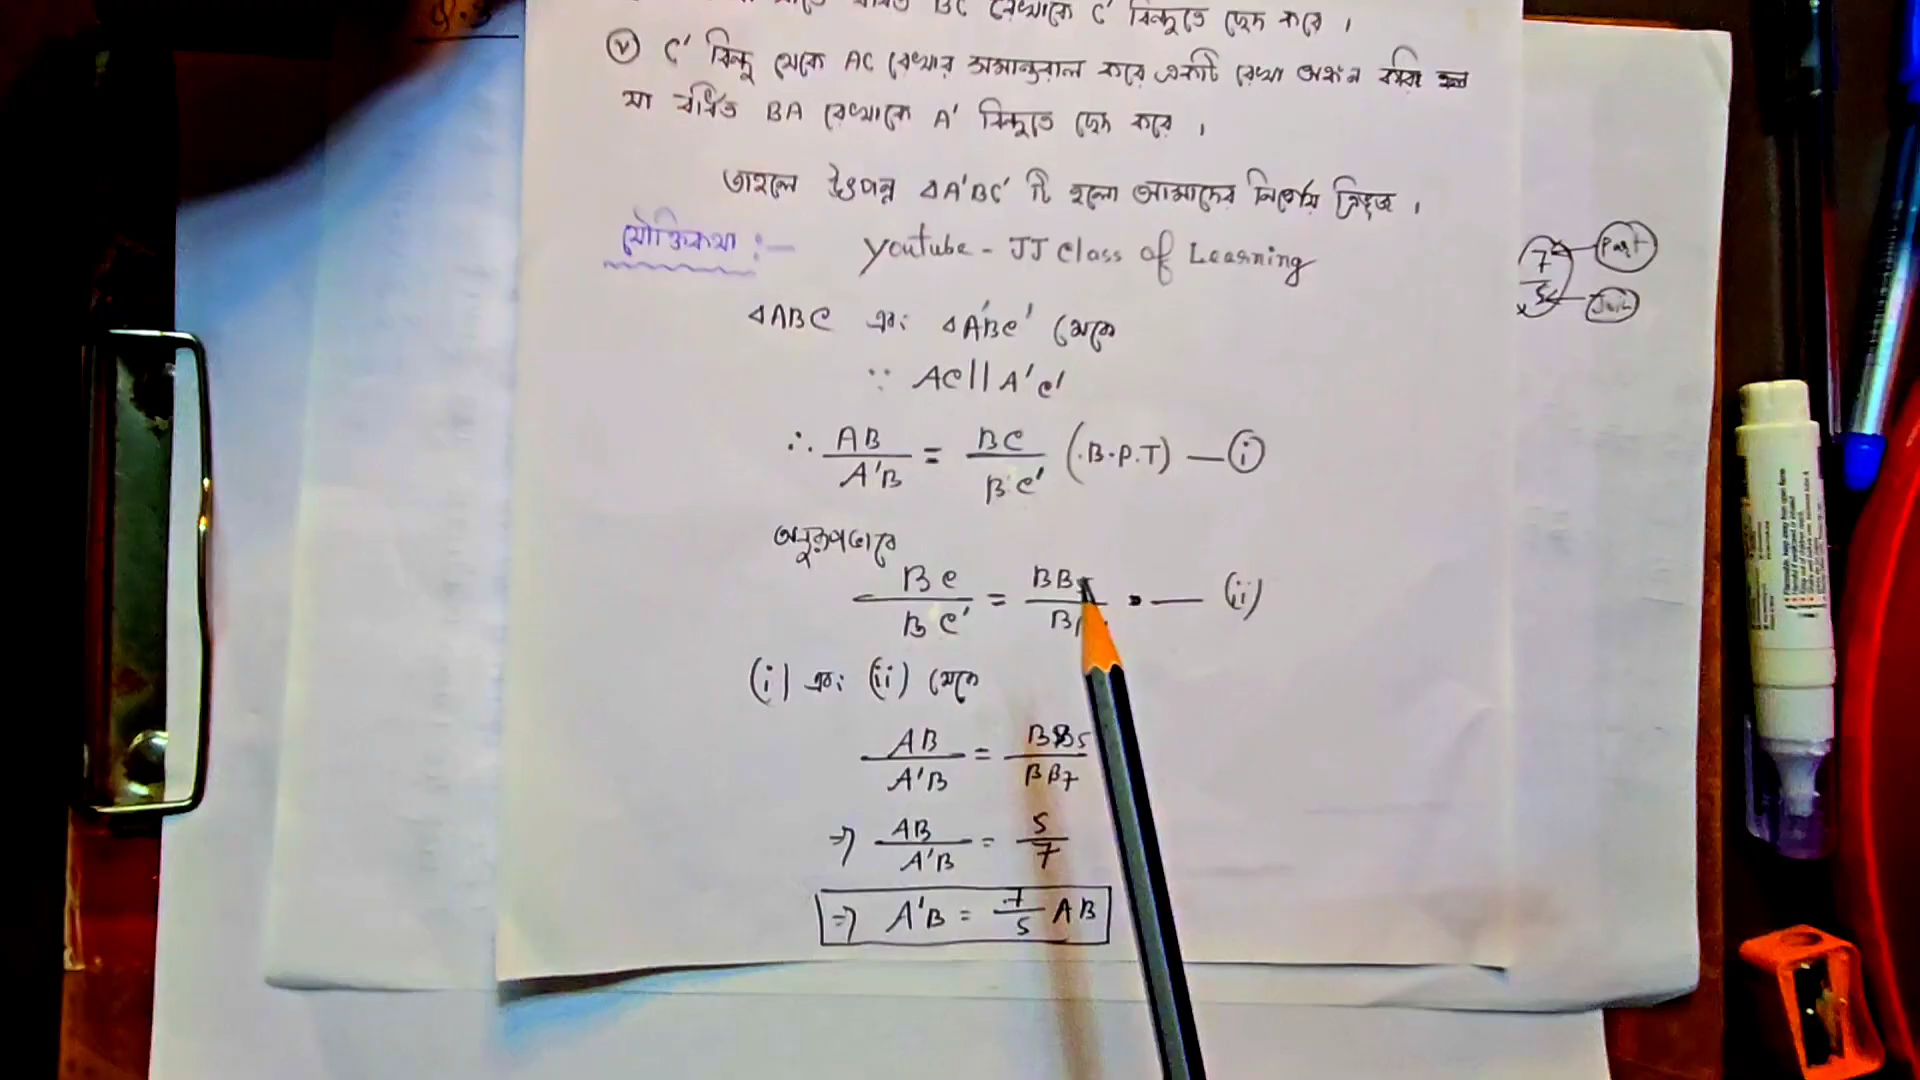 BC রেখাকে C' বিন্দুতে ছেদ করে ।
(v) C' বিন্দু থেকে AC রেখার সমান্তরাল করে একটি রেখা অঙ্কন করা হল
যা বর্ধিত BA রেখাকে A' বিন্দুতে ছেদ করে ।
তাহলে উৎপন্ন ΔA'BC' টি হলো আমাদের নির্ণেয় ত্রিভুজ ।
যৌক্তিকতা :—
Youtube - JJ Class of Learning
7/5
Part
Join
ΔABC এবং ΔA'BC' থেকে
∵ AC || A'C'
∴ AB/A'B = BC/BC' (B.P.T) — (i)
অনুরূপভাবে
BC/BC' = BB5/B — (ii)
(i) এবং (ii) থেকে
AB/A'B = BB5/BB7
⇒ AB/A'B = 5/7
⇒ A'B = 7/5 AB